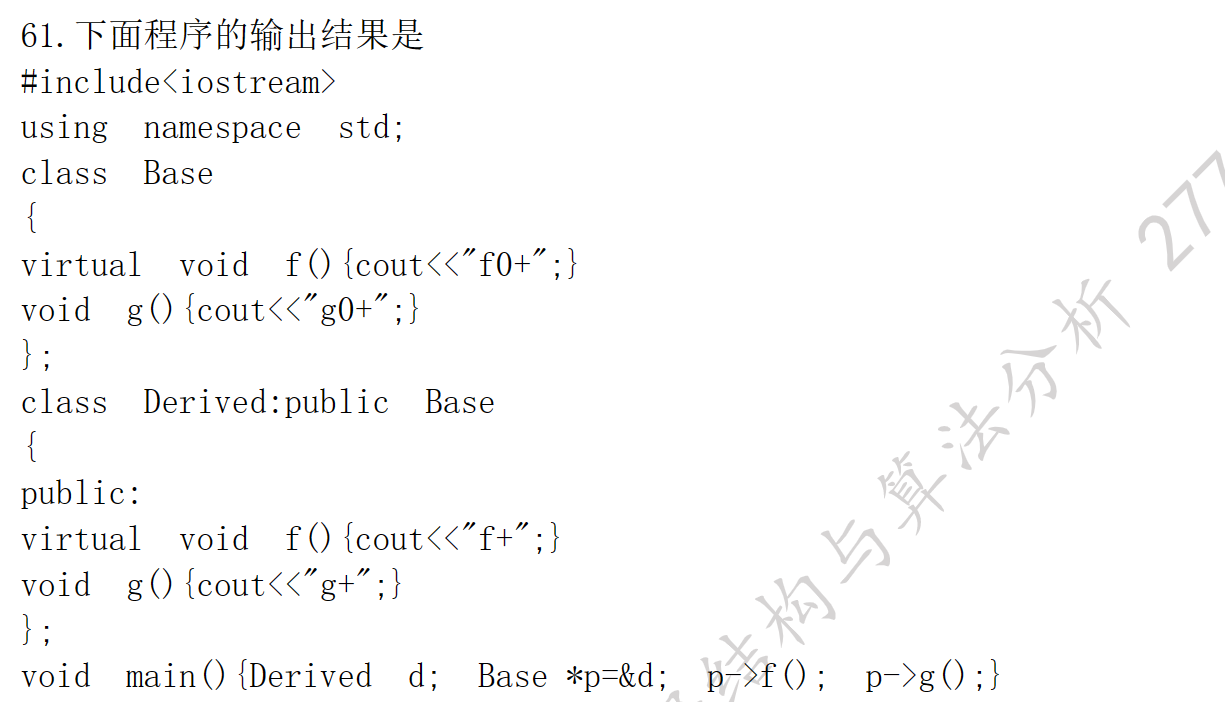 61.下面程序的输出结果是
#include<iostream>
using namespace std;
class Base
{
virtual void f(){cout<<"f0+";}
void g(){cout<<"g0+";}
};
class Derived:public Base
{
public:
virtual void f(){cout<<"f+";}
void g(){cout<<"g+";}
};
void main(){Derived d; Base *p=&d; p->f(); p->g();}
结构与算法分析 277